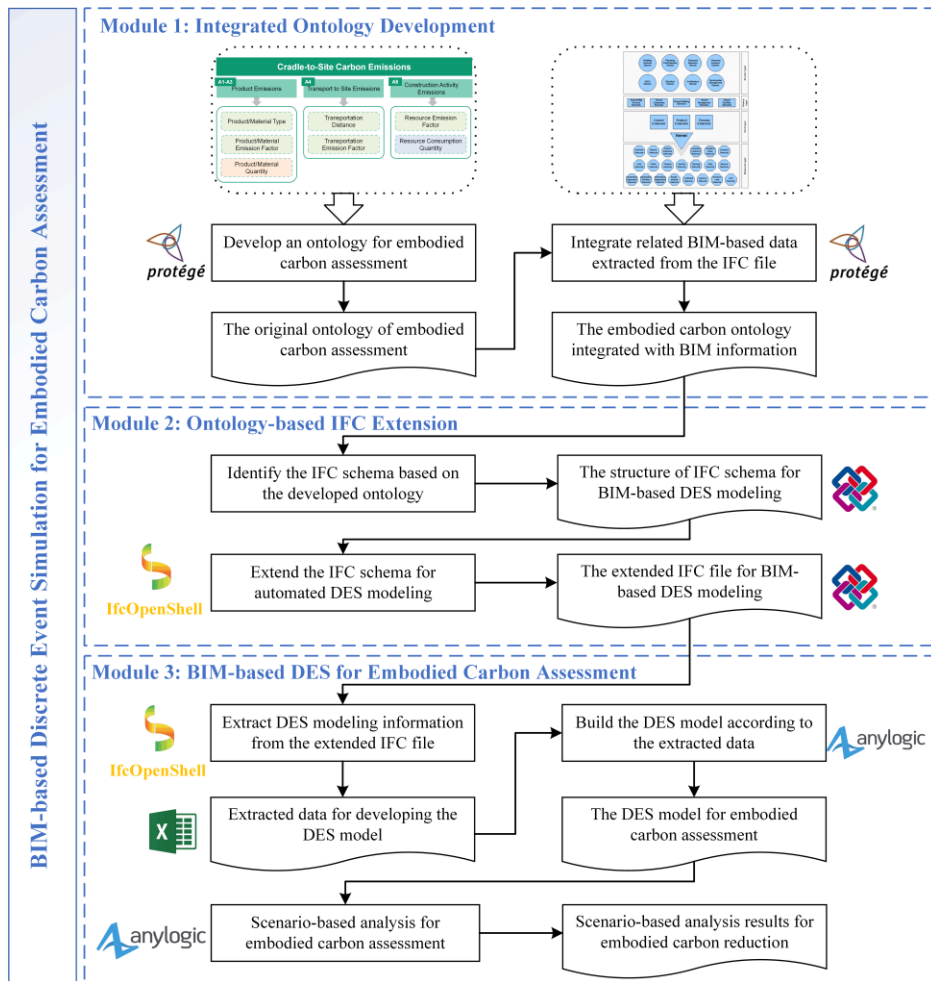 BIM-based Discrete Event Simulation for Embodied Carbon Assessment
Module 1: Integrated Ontology Development
Cradle-to-Site Carbon Emissions
A1-A3
Product Emissions
A4
Transport to Site Emissions
A5
Construction Activity
Emissions
Product/Material Type
Product/Material
Emission Factor
Product/Material
Quantity
Transportation
Distance
Transportation
Emission Factor
Resource Emission
Factor
Resource Consumption
Quantity
Kernel
protégé
Develop an ontology for embodied
carbon assessment
Integrate related BIM-based data
extracted from the IFC file
protégé
The original ontology of embodied
carbon assessment
The embodied carbon ontology
integrated with BIM information
Module 2: Ontology-based IFC Extension
Identify the IFC schema based on
the developed ontology
The structure of IFC schema for
BIM-based DES modeling
IfcOpenShell
Extend the IFC schema for
automated DES modeling
The extended IFC file for BIM-
based DES modeling
Module 3: BIM-based DES for Embodied Carbon Assessment
IfcOpenShell
Extract DES modeling information
from the extended IFC file
Build the DES model according to
the extracted data
anylogic
X
Extracted data for developing the
DES model
The DES model for embodied
carbon assessment
anylogic
Scenario-based analysis for
embodied carbon assessment
Scenario-based analysis results for
embodied carbon reduction